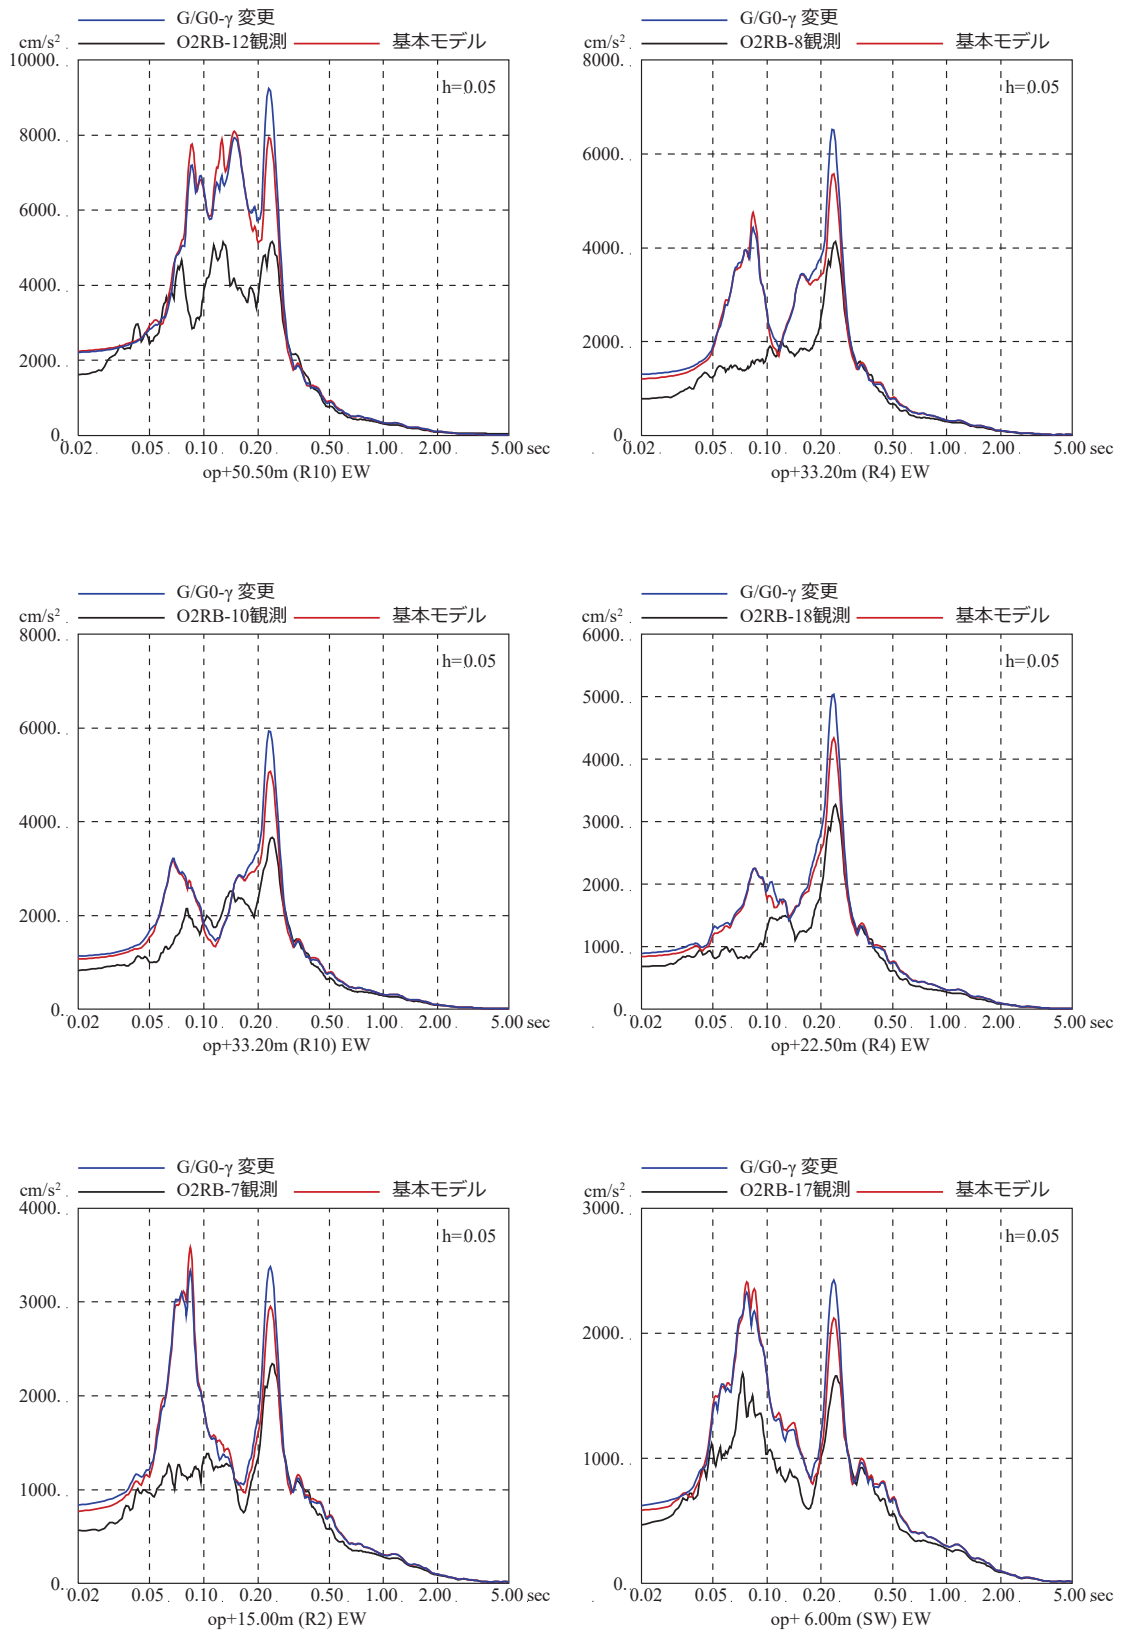 G/G0-γ 変更
cm/s² O2RB-12観測 基本モデル
10000.
h=0.05
8000.
6000.
4000.
2000.
0.
0.02 0.05 0.10 0.20 0.50 1.00 2.00 5.00 sec
op+50.50m (R10) EW
G/G0-γ 変更
cm/s² O2RB-8観測 基本モデル
8000.
h=0.05
6000.
4000.
2000.
0.
0.02 0.05 0.10 0.20 0.50 1.00 2.00 5.00 sec
op+33.20m (R4) EW
G/G0-γ 変更
cm/s² O2RB-10観測 基本モデル
8000.
h=0.05
6000.
4000.
2000.
0.
0.02 0.05 0.10 0.20 0.50 1.00 2.00 5.00 sec
op+33.20m (R10) EW
G/G0-γ 変更
cm/s² O2RB-18観測 基本モデル
6000.
h=0.05
5000.
4000.
3000.
2000.
1000.
0.
0.02 0.05 0.10 0.20 0.50 1.00 2.00 5.00 sec
op+22.50m (R4) EW
G/G0-γ 変更
cm/s² O2RB-7観測 基本モデル
4000.
h=0.05
3000.
2000.
1000.
0.
0.02 0.05 0.10 0.20 0.50 1.00 2.00 5.00 sec
op+15.00m (R2) EW
G/G0-γ 変更
cm/s² O2RB-17観測 基本モデル
3000.
h=0.05
2000.
1000.
0.
0.02 0.05 0.10 0.20 0.50 1.00 2.00 5.00 sec
op+ 6.00m (SW) EW